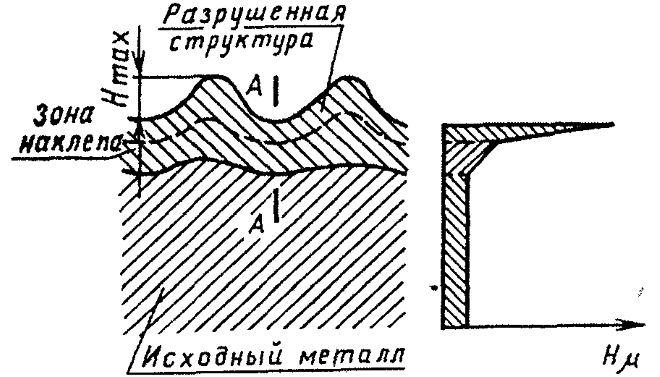 Разрушенная
структура
Hmax
A
Зона
наклепа
A
Исходный металл
Hμ